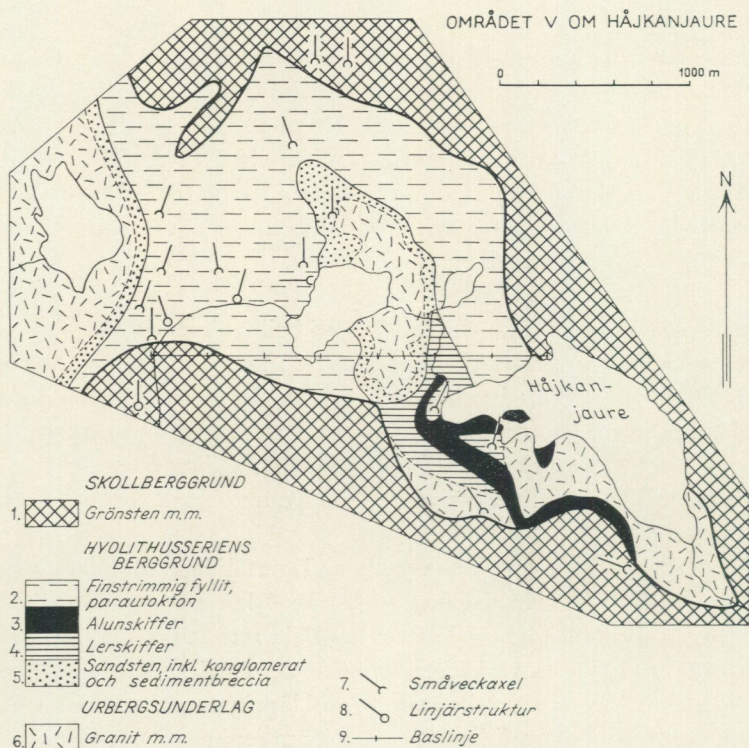 OMRÅDET V OM HÅJKANJAURE
0 1000 m
N
Håjkan-
jaure
SKOLLBERGGRUND
1. Grönsten m.m.
HYOLITHUSSERIENS
BERGGRUND
2. Finstrimmig fyllit,
parautokton
3. Alunskiffer
4. Lerskiffer
5. Sandsten, inkl. konglomerat
och sedimentbreccia
URBERGSUNDERLAG
6. Granit m.m.
7. Småveckaxel
8. Linjärstruktur
9. Baslinje